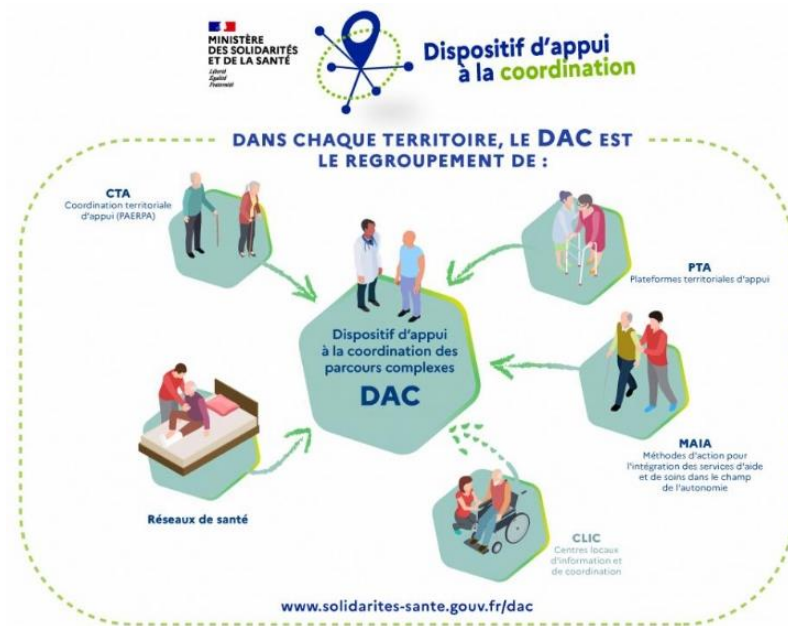 MINISTÈRE
DES SOLIDARITÉS
ET DE LA SANTÉ
Liberté
Égalité
Fraternité
Dispositif d'appui
à la coordination
DANS CHAQUE TERRITOIRE, LE DAC EST
LE REGROUPEMENT DE :
CTA
Coordination territoriale
d'appui (PAERPA)
PTA
Plateformes territoriales d'appui
Dispositif d'appui
à la coordination des
parcours complexes
DAC
MAIA
Méthodes d'action pour
l'intégration des services d'aide
et de soins dans le champ
de l'autonomie
Réseaux de santé
CLIC
Centres locaux
d'information et
de coordination
www.solidarites-sante.gouv.fr/dac